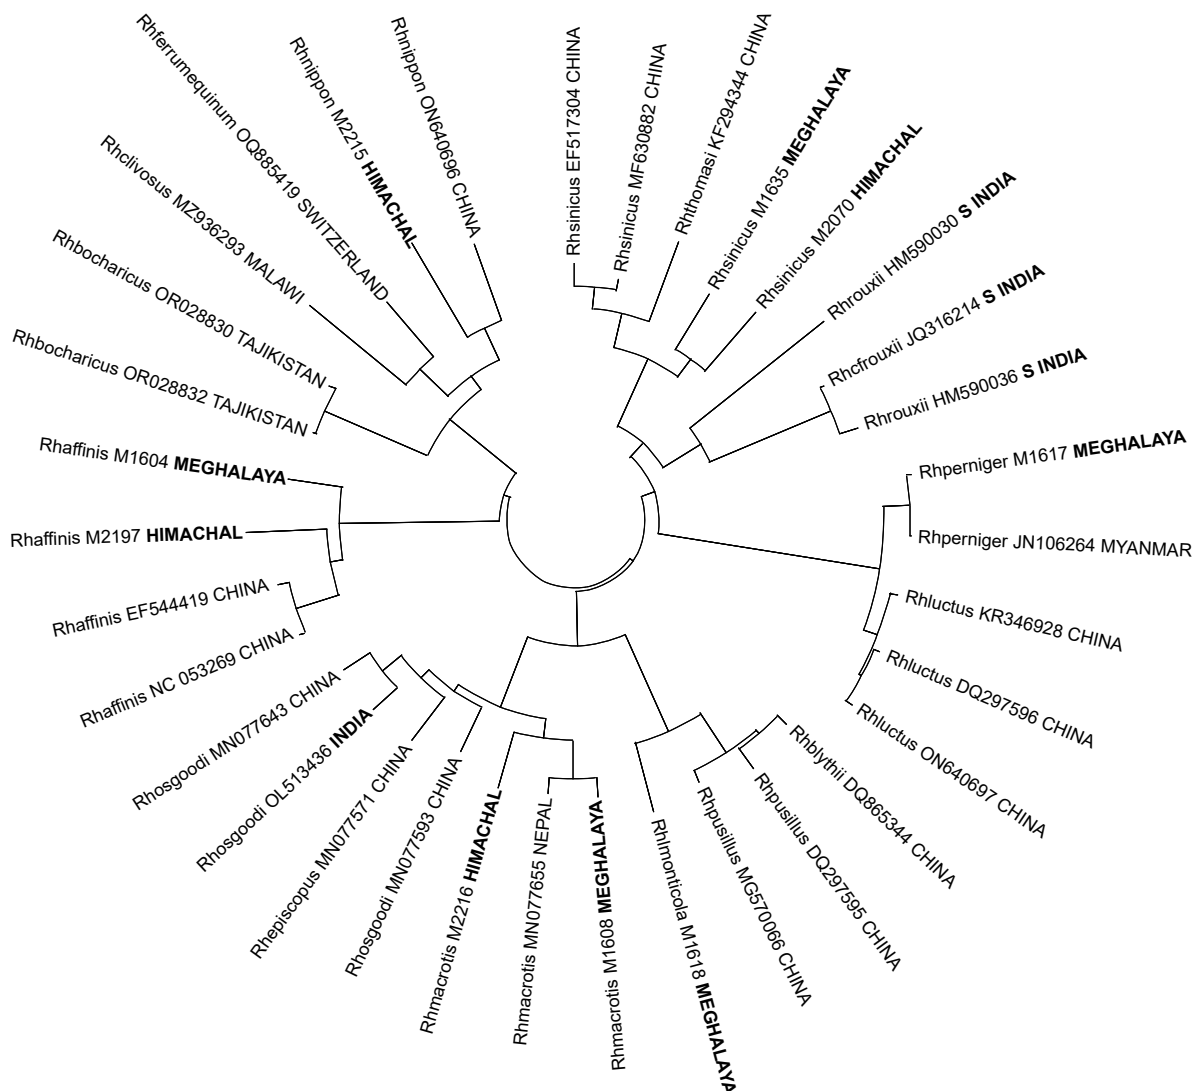 Rhsinicus EF517304 CHINA
Rhsinicus MF630882 CHINA
Rhthomasi KF294344 CHINA
Rhsinicus M1635 MEGHALAYA
Rhsinicus M2070 HIMACHAL
Rhrouxii HM590030 S INDIA
Rhcfrouxii JQ316214 S INDIA
Rhrouxii HM590036 S INDIA
Rhperniger M1617 MEGHALAYA
Rhperniger JN106264 MYANMAR
Rhluctus KR346928 CHINA
Rhluctus DQ297596 CHINA
Rhluctus ON640697 CHINA
Rhblythii DQ865344 CHINA
Rhpusillus DQ297595 CHINA
Rhpusillus MG570066 CHINA
Rhlmonticola M1618 MEGHALAYA
Rhmacrotis M1608 MEGHALAYA
Rhmacrotis MN077655 NEPAL
Rhmacrotis M2216 HIMACHAL
Rhosgoodi MN077593 CHINA
Rhepiscopus MN077571 CHINA
Rhosgoodi OL513436 INDIA
Rhosgoodi MN077643 CHINA
Rhaffinis NC 053269 CHINA
Rhaffinis EF544419 CHINA
Rhaffinis M2197 HIMACHAL
Rhaffinis M1604 MEGHALAYA
Rhbocharicus OR028832 TAJIKISTAN
Rhbocharicus OR028830 TAJIKISTAN
Rhclivosus MZ936293 MALAWI
Rhferrumequinum OQ885419 SWITZERLAND
Rhnippon M2215 HIMACHAL
Rhnippon ON640696 CHINA